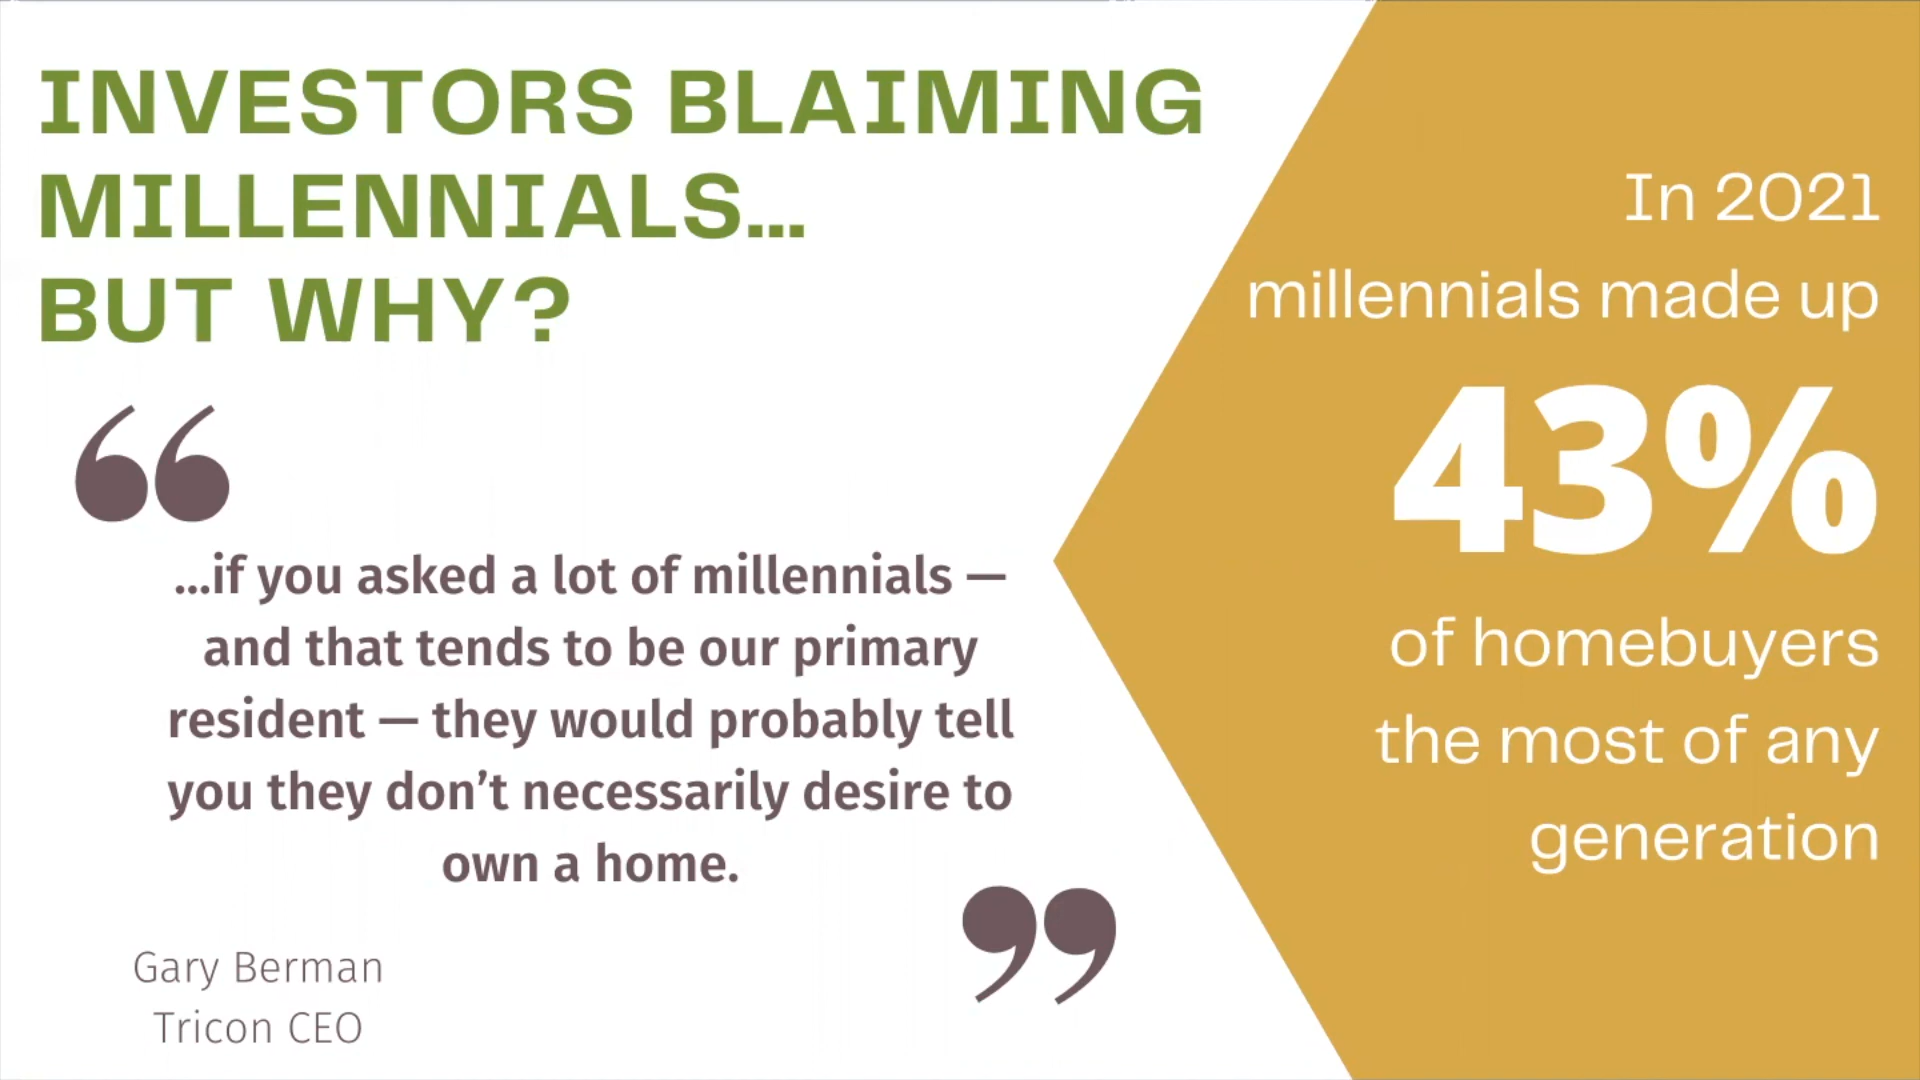 INVESTORS BLAIMING
MILLENNIALS...
BUT WHY?
“
...if you asked a lot of millennials —
and that tends to be our primary
resident — they would probably tell
you they don’t necessarily desire to
own a home.
”
Gary Berman
Tricon CEO
In 2021
millennials made up
43%
of homebuyers
the most of any
generation